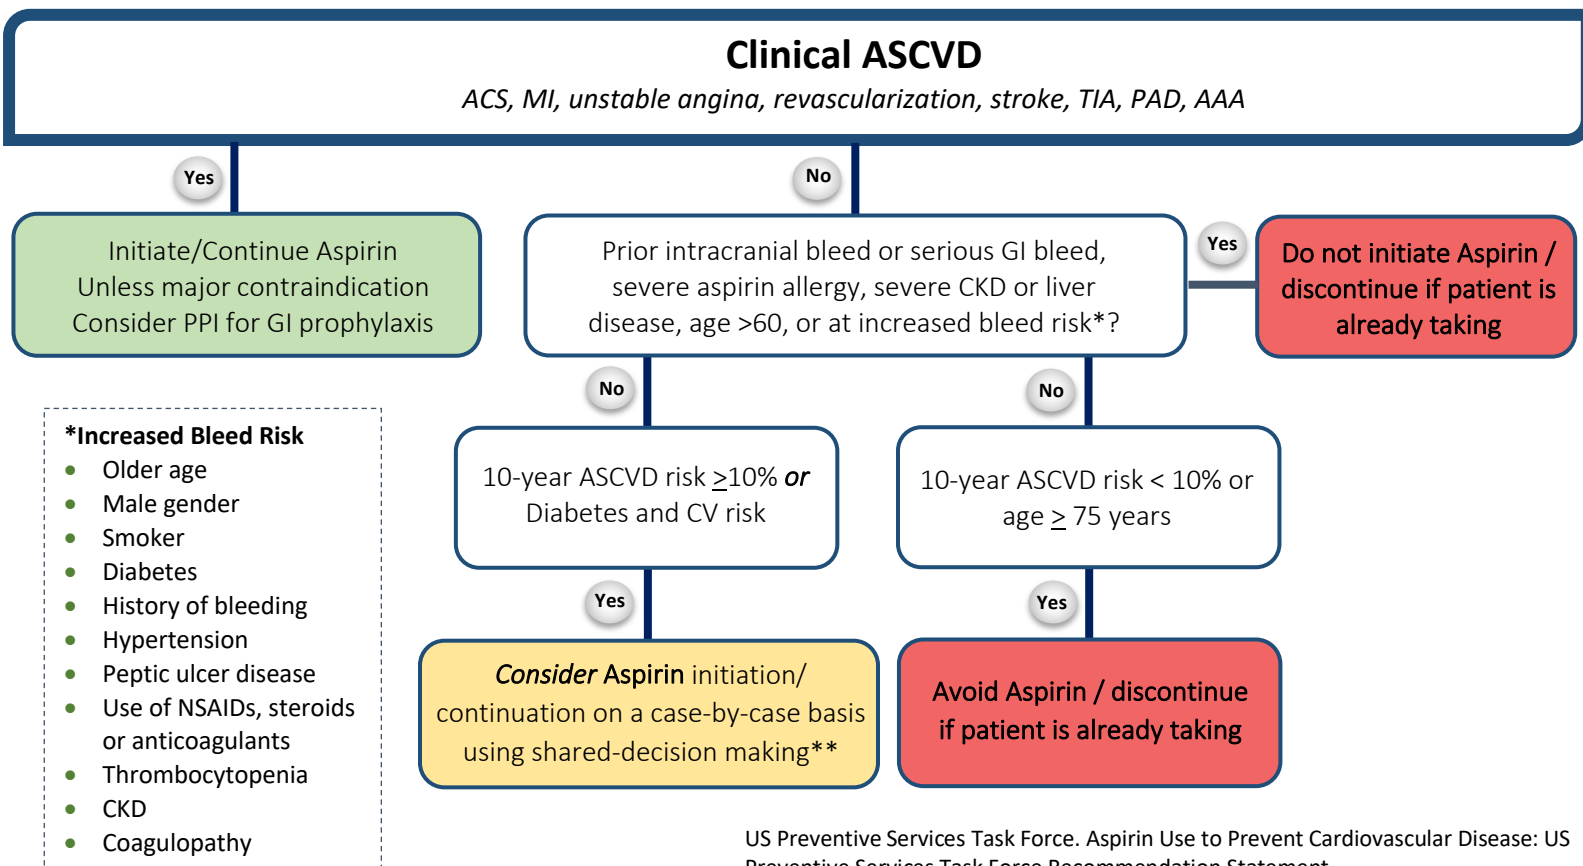 Clinical ASCVD
ACS, MI, unstable angina, revascularization, stroke, TIA, PAD, AAA
Yes
No
Initiate/Continue Aspirin
Unless major contraindication
Consider PPI for GI prophylaxis
Prior intracranial bleed or serious GI bleed,
severe aspirin allergy, severe CKD or liver
disease, age >60, or at increased bleed risk*?
Yes
Do not initiate Aspirin /
discontinue if patient is
already taking
No
No
10-year ASCVD risk ≥10% or
Diabetes and CV risk
10-year ASCVD risk < 10% or
age ≥ 75 years
Yes
Yes
Consider Aspirin initiation/
continuation on a case-by-case basis
using shared-decision making**
Avoid Aspirin / discontinue
if patient is already taking
*Increased Bleed Risk
• Older age
• Male gender
• Smoker
• Diabetes
• History of bleeding
• Hypertension
• Peptic ulcer disease
• Use of NSAIDs, steroids
or anticoagulants
• Thrombocytopenia
• CKD
• Coagulopathy
US Preventive Services Task Force. Aspirin Use to Prevent Cardiovascular Disease: US
Preventive Services Task Force Recommendation Statement